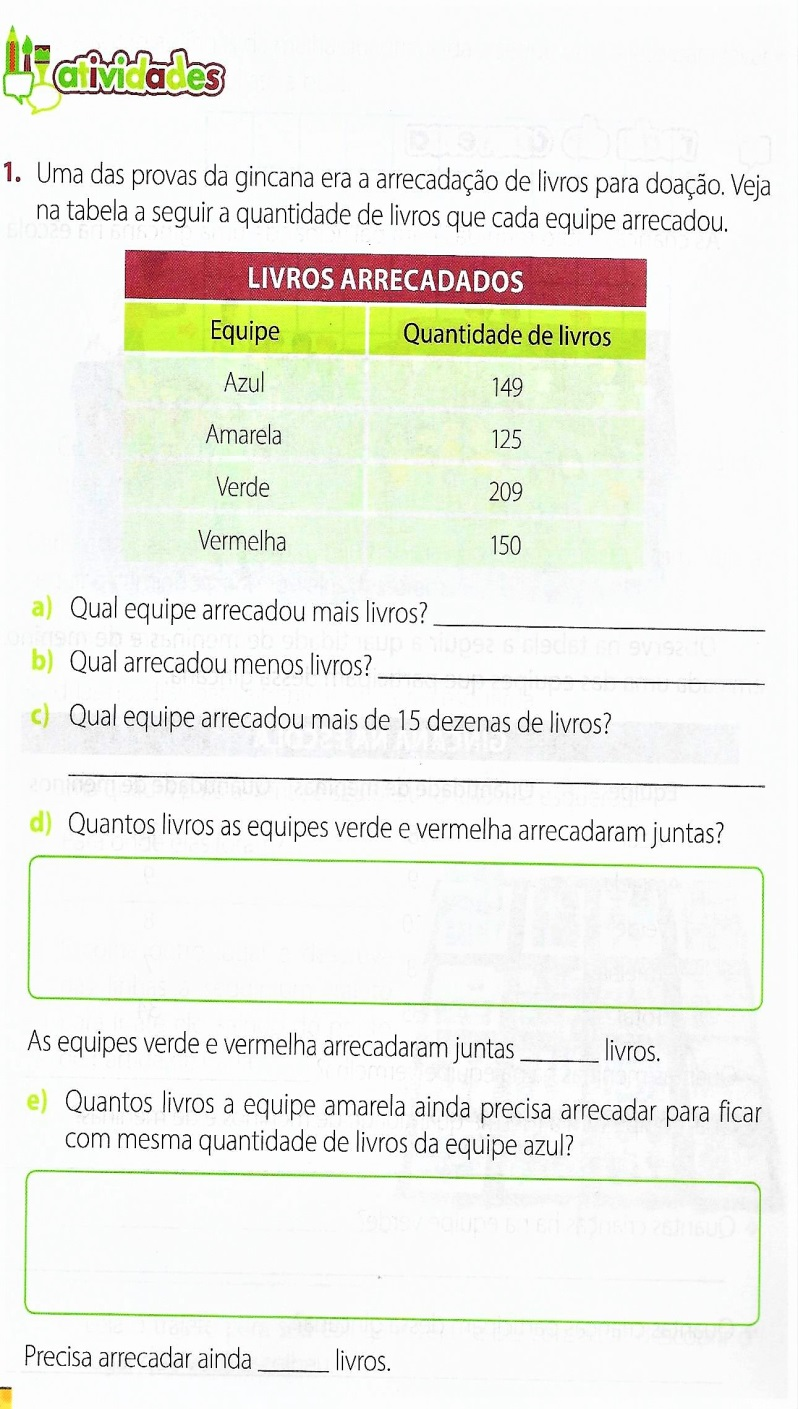 atividades
1. Uma das provas da gincana era a arrecadação de livros para doação. Veja
na tabela a seguir a quantidade de livros que cada equipe arrecadou.
LIVROS ARRECADADOS
Equipe Quantidade de livros
Azul 149
Amarela 125
Verde 209
Vermelha 150
a) Qual equipe arrecadou mais livros? ____________
b) Qual arrecadou menos livros? ____________
c) Qual equipe arrecadou mais de 15 dezenas de livros?
d) Quantos livros as equipes verde e vermelha arrecadaram juntas?
As equipes verde e vermelha arrecadaram juntas ______ livros.
e) Quantos livros a equipe amarela ainda precisa arrecadar para ficar
com mesma quantidade de livros da equipe azul?
Precisa arrecadar ainda ______ livros.